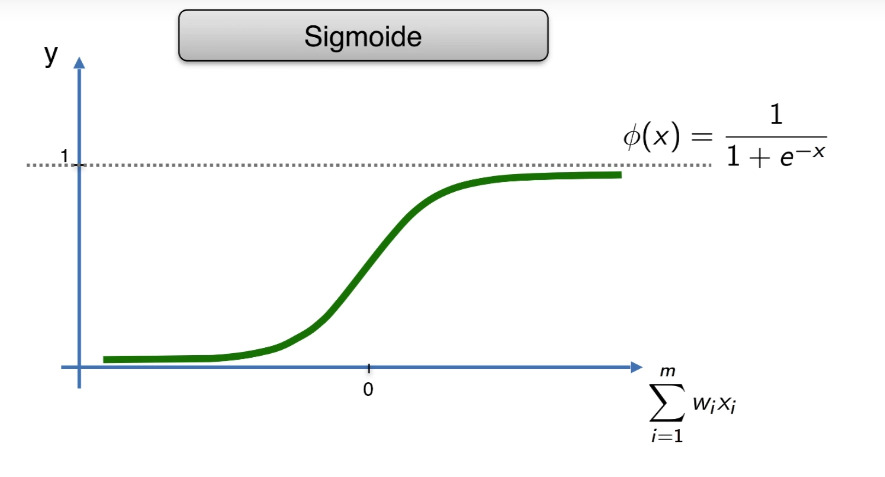 Sigmoide
y
1
ϕ(x) = 1 / (1 + e^{−x})
0
∑_{i=1}^{m} w_i x_i